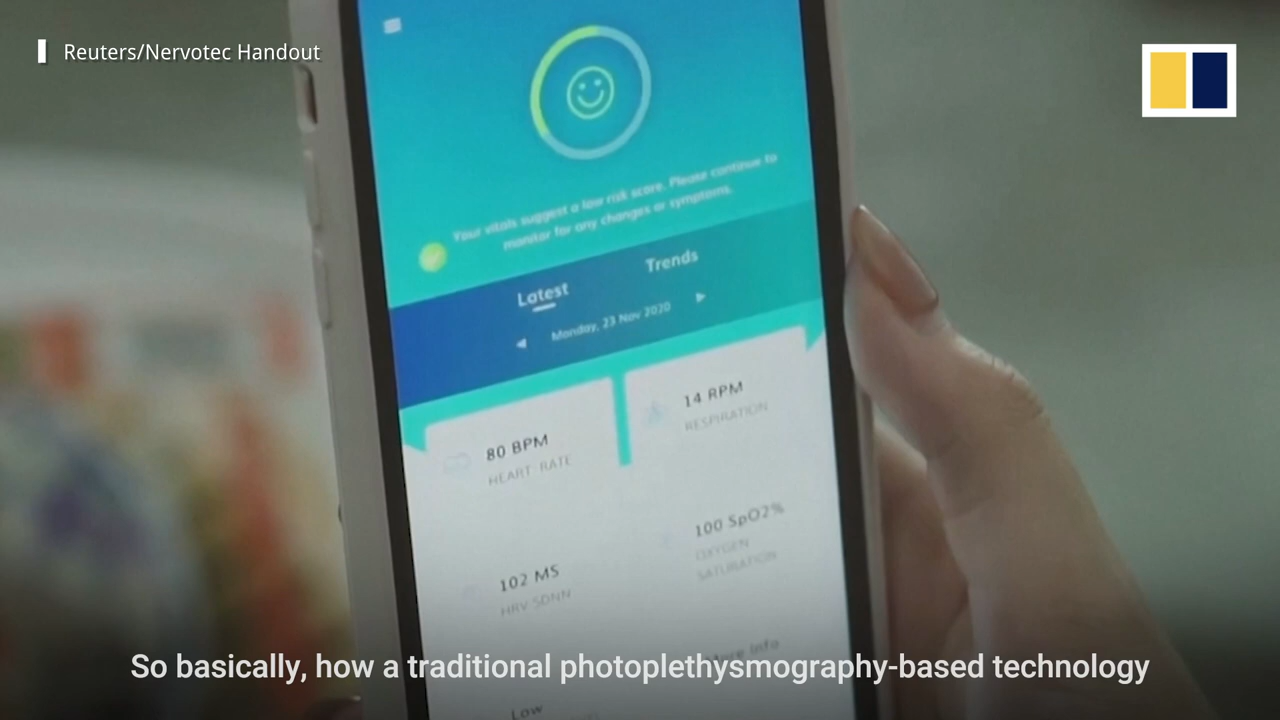 Reuters/Nervotec Handout
Your vitals suggest a low risk score. Please continue to
monitor for any changes or symptoms.
Latest
Trends
Monday, 23 Nov 2020
80 BPM
HEART RATE
14 RPM
RESPIRATION
102 MS
HRV SDNN
100 SpO2%
OXYGEN
SATURATION
More Info
Low
So basically, how a traditional photoplethysmography-based technology